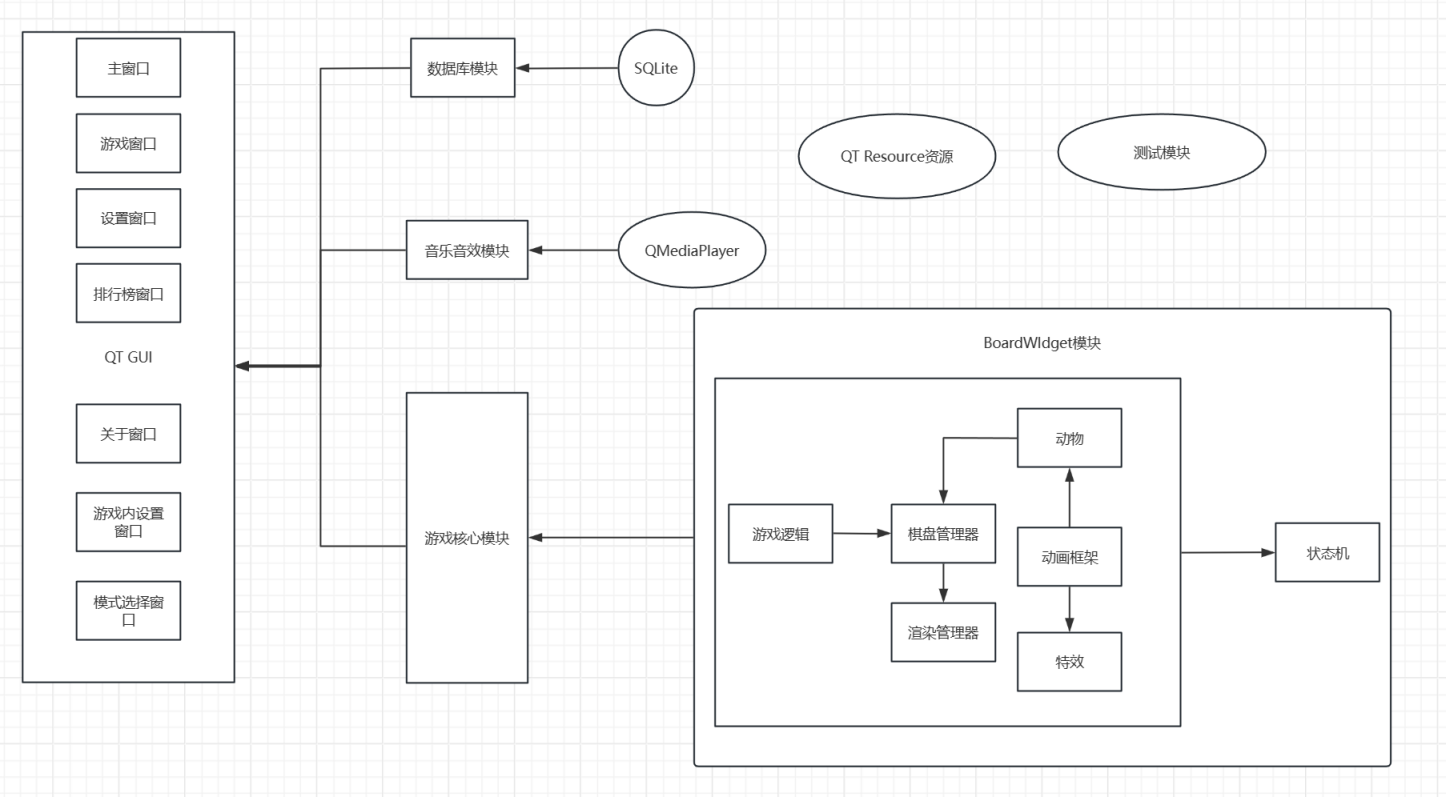 主窗口
游戏窗口
设置窗口
排行榜窗口
QT GUI
关于窗口
游戏内设置
窗口
模式选择窗
口
数据库模块
SQLite
音乐音效模块
QMediaPlayer
游戏核心模块
QT Resource资源
测试模块
BoardWIdget模块
动物
游戏逻辑
棋盘管理器
动画框架
渲染管理器
特效
状态机